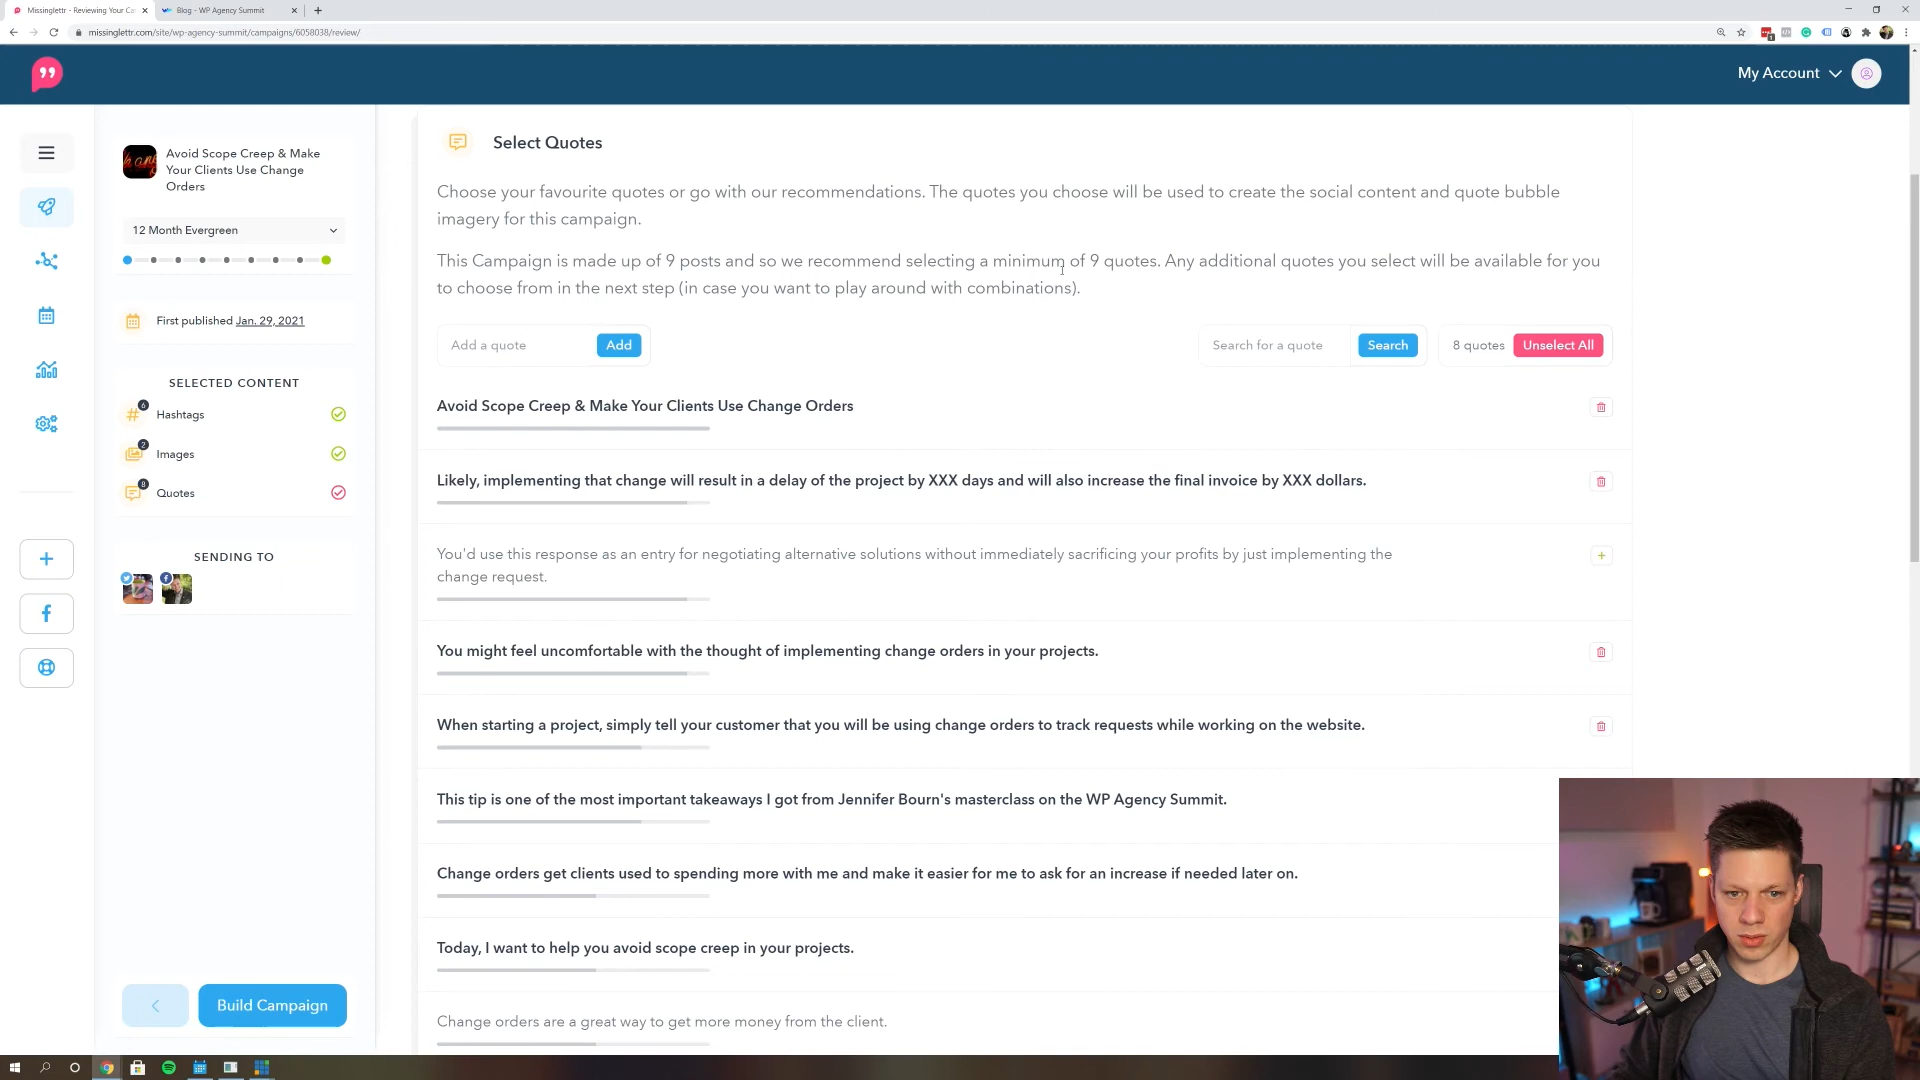 Missinglettr - Reviewing Your Ca
Blog - WP Agency Summit
missinglettr.com/site/wp-agency-summit/campaigns/6058038/review/
My Account
Avoid Scope Creep & Make
Your Clients Use Change
Orders
12 Month Evergreen
First published Jan. 29, 2021
SELECTED CONTENT
6
Hashtags
2
Images
8
Quotes
SENDING TO
Build Campaign
Select Quotes
Choose your favourite quotes or go with our recommendations. The quotes you choose will be used to create the social content and quote bubble
imagery for this campaign.
This Campaign is made up of 9 posts and so we recommend selecting a minimum of 9 quotes. Any additional quotes you select will be available for you
to choose from in the next step (in case you want to play around with combinations).
Add a quote
Add
Search for a quote
Search
8 quotes
Unselect All
Avoid Scope Creep & Make Your Clients Use Change Orders
Likely, implementing that change will result in a delay of the project by XXX days and will also increase the final invoice by XXX dollars.
You'd use this response as an entry for negotiating alternative solutions without immediately sacrificing your profits by just implementing the
change request.
You might feel uncomfortable with the thought of implementing change orders in your projects.
When starting a project, simply tell your customer that you will be using change orders to track requests while working on the website.
This tip is one of the most important takeaways I got from Jennifer Bourn's masterclass on the WP Agency Summit.
Change orders get clients used to spending more with me and make it easier for me to ask for an increase if needed later on.
Today, I want to help you avoid scope creep in your projects.
Change orders are a great way to get more money from the client.